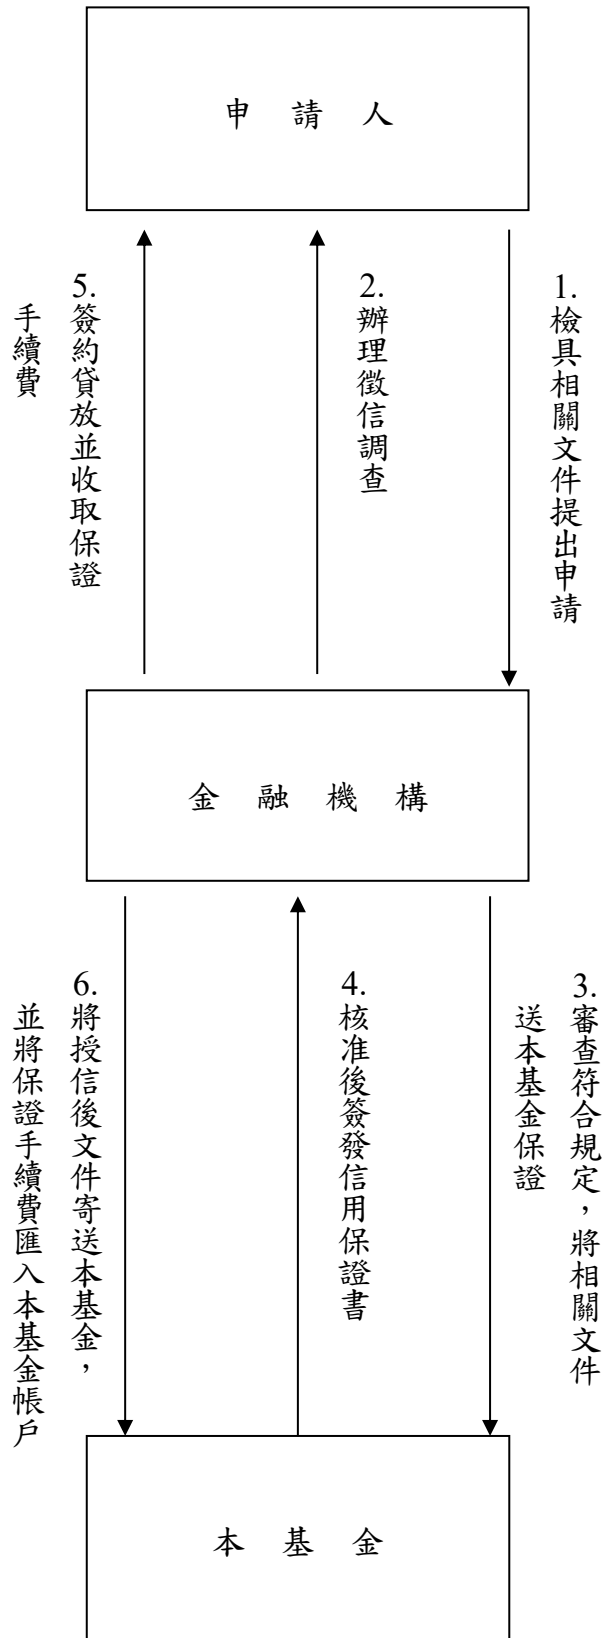 申請人
1.檢具相關文件提出申請
2.辦理徵信調查
5.簽約貸放並收取保證
手續費
金融機構
3.審查符合規定，將相關文件
送本基金保證
4.核准後簽發信用保證書
6.將授信後文件寄送本基金，
並將保證手續費匯入本基金帳戶
本基金